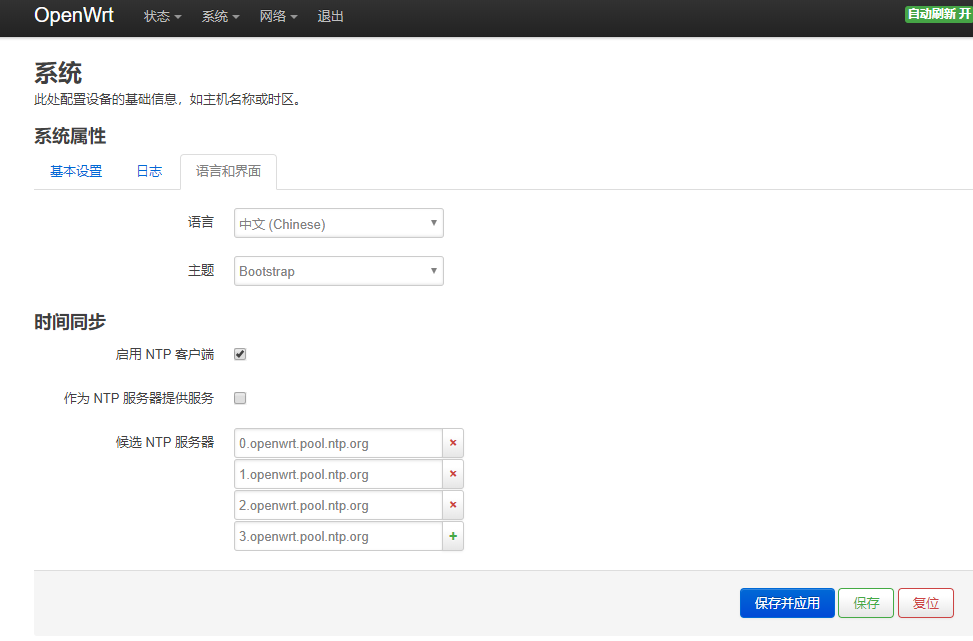 OpenWrt 状态 系统 网络 退出 自动刷新 开
系统
此处配置设备的基础信息，如主机名称或时区。
系统属性
基本设置 日志 语言和界面
语言 中文 (Chinese)
主题 Bootstrap
时间同步
启用 NTP 客户端
作为 NTP 服务器提供服务
候选 NTP 服务器 0.openwrt.pool.ntp.org
1.openwrt.pool.ntp.org
2.openwrt.pool.ntp.org
3.openwrt.pool.ntp.org
保存并应用 保存 复位